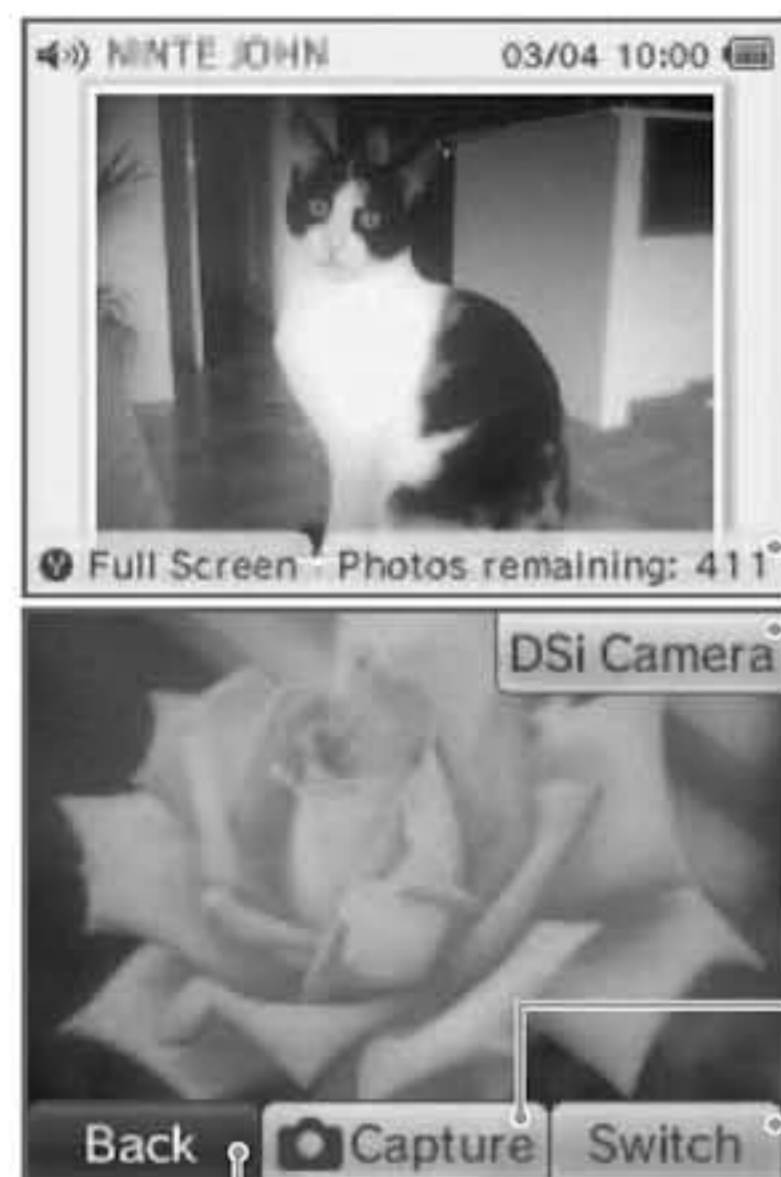 NINTE JOHN 03/04 10:00
Y Full Screen Photos remaining: 411
DSi Camera
Back Capture Switch